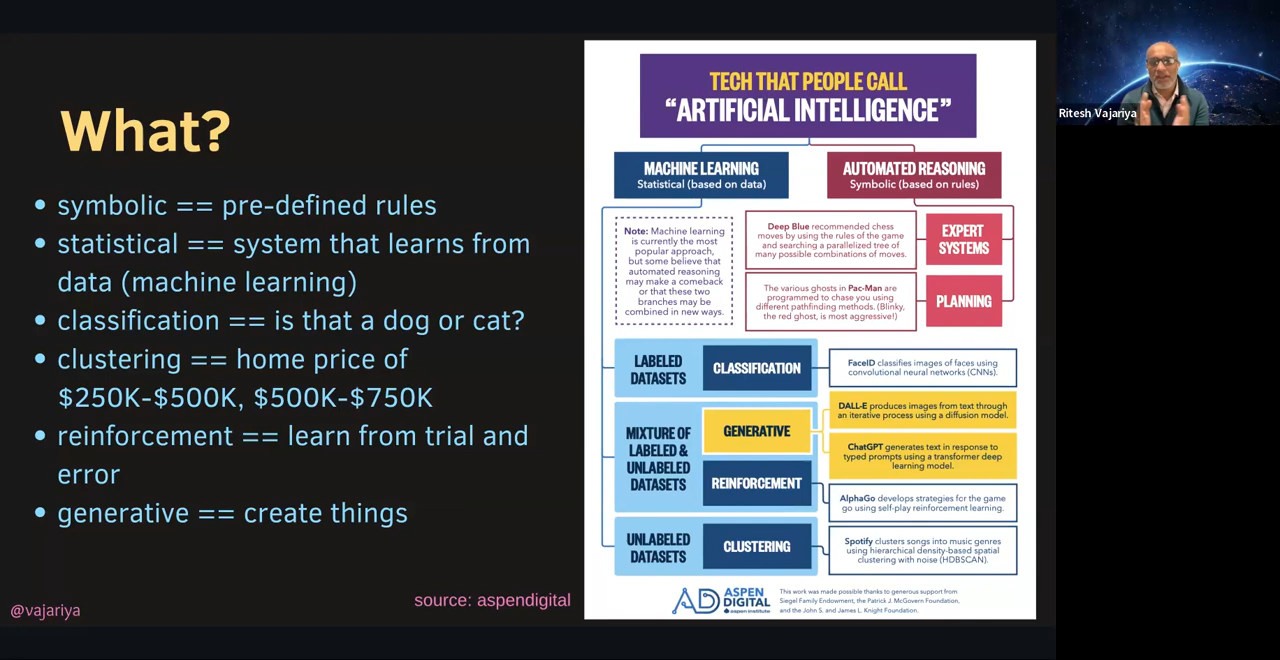 What?
• symbolic == pre-defined rules
• statistical == system that learns from
data (machine learning)
• classification == is that a dog or cat?
• clustering == home price of
$250K-$500K, $500K-$750K
• reinforcement == learn from trial and
error
• generative == create things
source: aspendigital
@vajariya
TECH THAT PEOPLE CALL
“ARTIFICIAL INTELLIGENCE”
MACHINE LEARNING
Statistical (based on data)
AUTOMATED REASONING
Symbolic (based on rules)
Note: Machine learning
is currently the most
popular approach,
but some believe that
automated reasoning
may make a comeback
or that these two
branches may be
combined in new ways.
Deep Blue recommended chess
moves by using the rules of the game
and searching a parallelized tree of
many possible combinations of moves.
EXPERT
SYSTEMS
The various ghosts in Pac-Man are
programmed to chase you using
different pathfinding methods. (Blinky,
the red ghost, is most aggressive!)
PLANNING
LABELED
DATASETS
CLASSIFICATION
FaceID classifies images of faces using
convolutional neural networks (CNNs).
MIXTURE OF
LABELED &
UNLABELED
DATASETS
GENERATIVE
DALL-E produces images from text through
an iterative process using a diffusion model.
ChatGPT generates text in response to
typed prompts using a transformer deep
learning model.
REINFORCEMENT
AlphaGo develops strategies for the game
go using self-play reinforcement learning.
UNLABELED
DATASETS
CLUSTERING
Spotify clusters songs into music genres
using hierarchical density-based spatial
clustering with noise (HDBSCAN).
AD ASPEN
DIGITAL
aspen institute
This work was made possible thanks to generous support from
Siegel Family Endowment, the Patrick J. McGovern Foundation,
and the John S. and James L. Knight Foundation.
Ritesh Vajariya